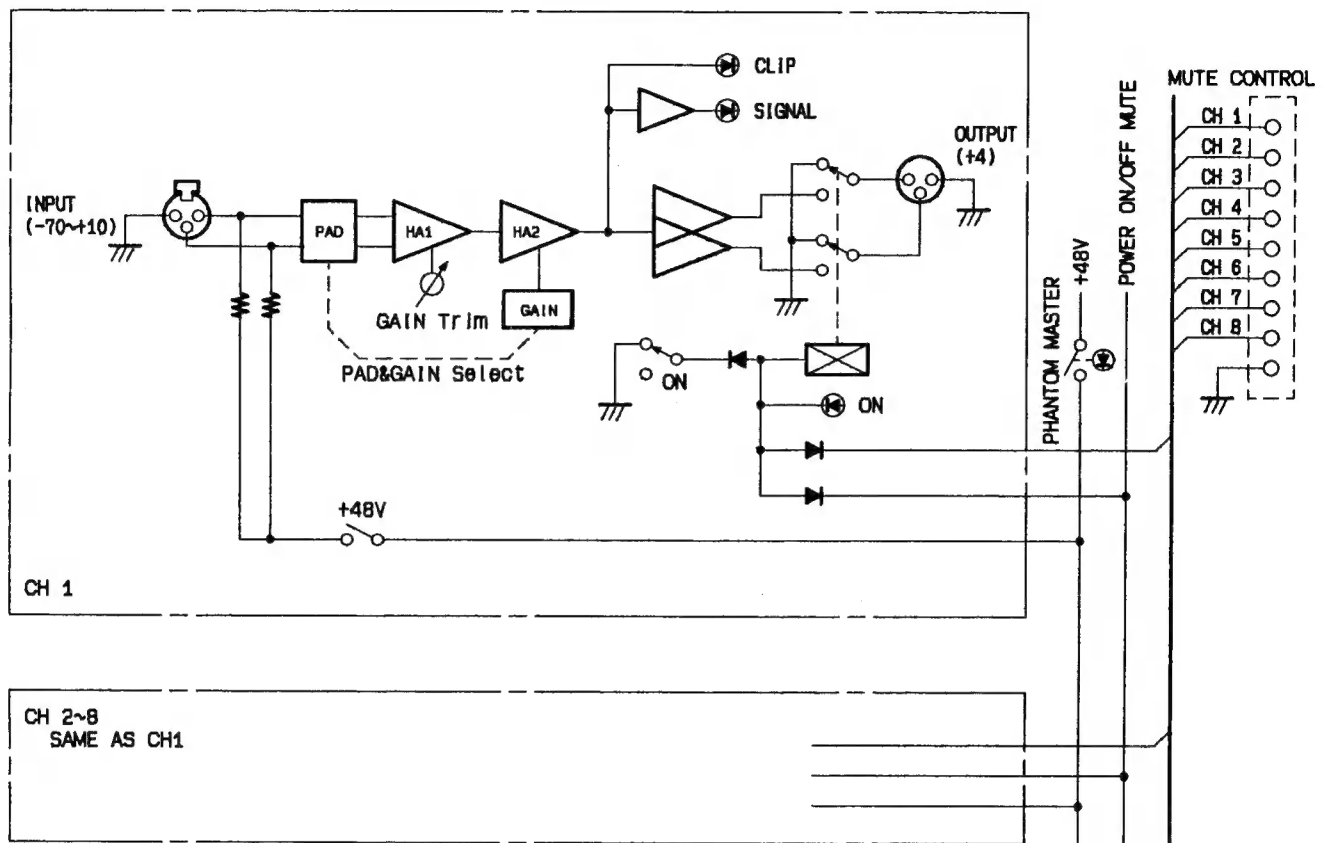 CLIP
SIGNAL
OUTPUT
(+4)
INPUT
(-70~+10)
PAD
HA1
HA2
GAIN Trim
GAIN
PAD&GAIN Select
ON
ON
+48V
CH 1
PHANTOM MASTER
+48V
POWER ON/OFF MUTE
MUTE CONTROL
CH 1
CH 2
CH 3
CH 4
CH 5
CH 6
CH 7
CH 8
CH 2~8
SAME AS CH1